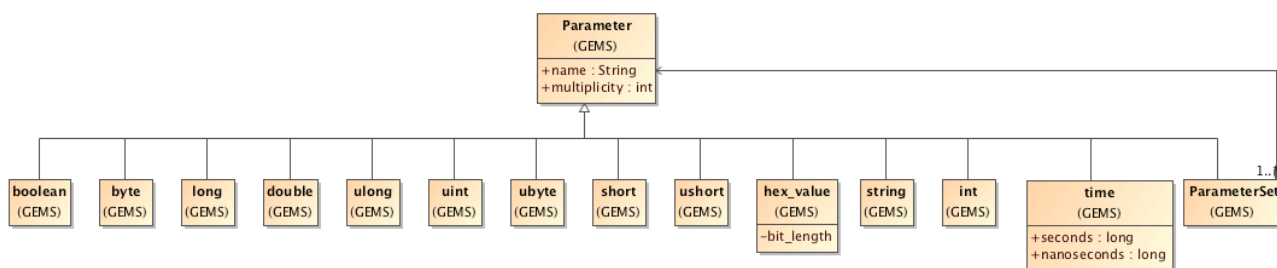 Parameter
(GEMS)
+name : String
+multiplicity : int
1..
boolean
(GEMS)
byte
(GEMS)
long
(GEMS)
double
(GEMS)
ulong
(GEMS)
uint
(GEMS)
ubyte
(GEMS)
short
(GEMS)
ushort
(GEMS)
hex_value
(GEMS)
-bit_length
string
(GEMS)
int
(GEMS)
time
(GEMS)
+seconds : long
+nanoseconds : long
ParameterSet
(GEMS)